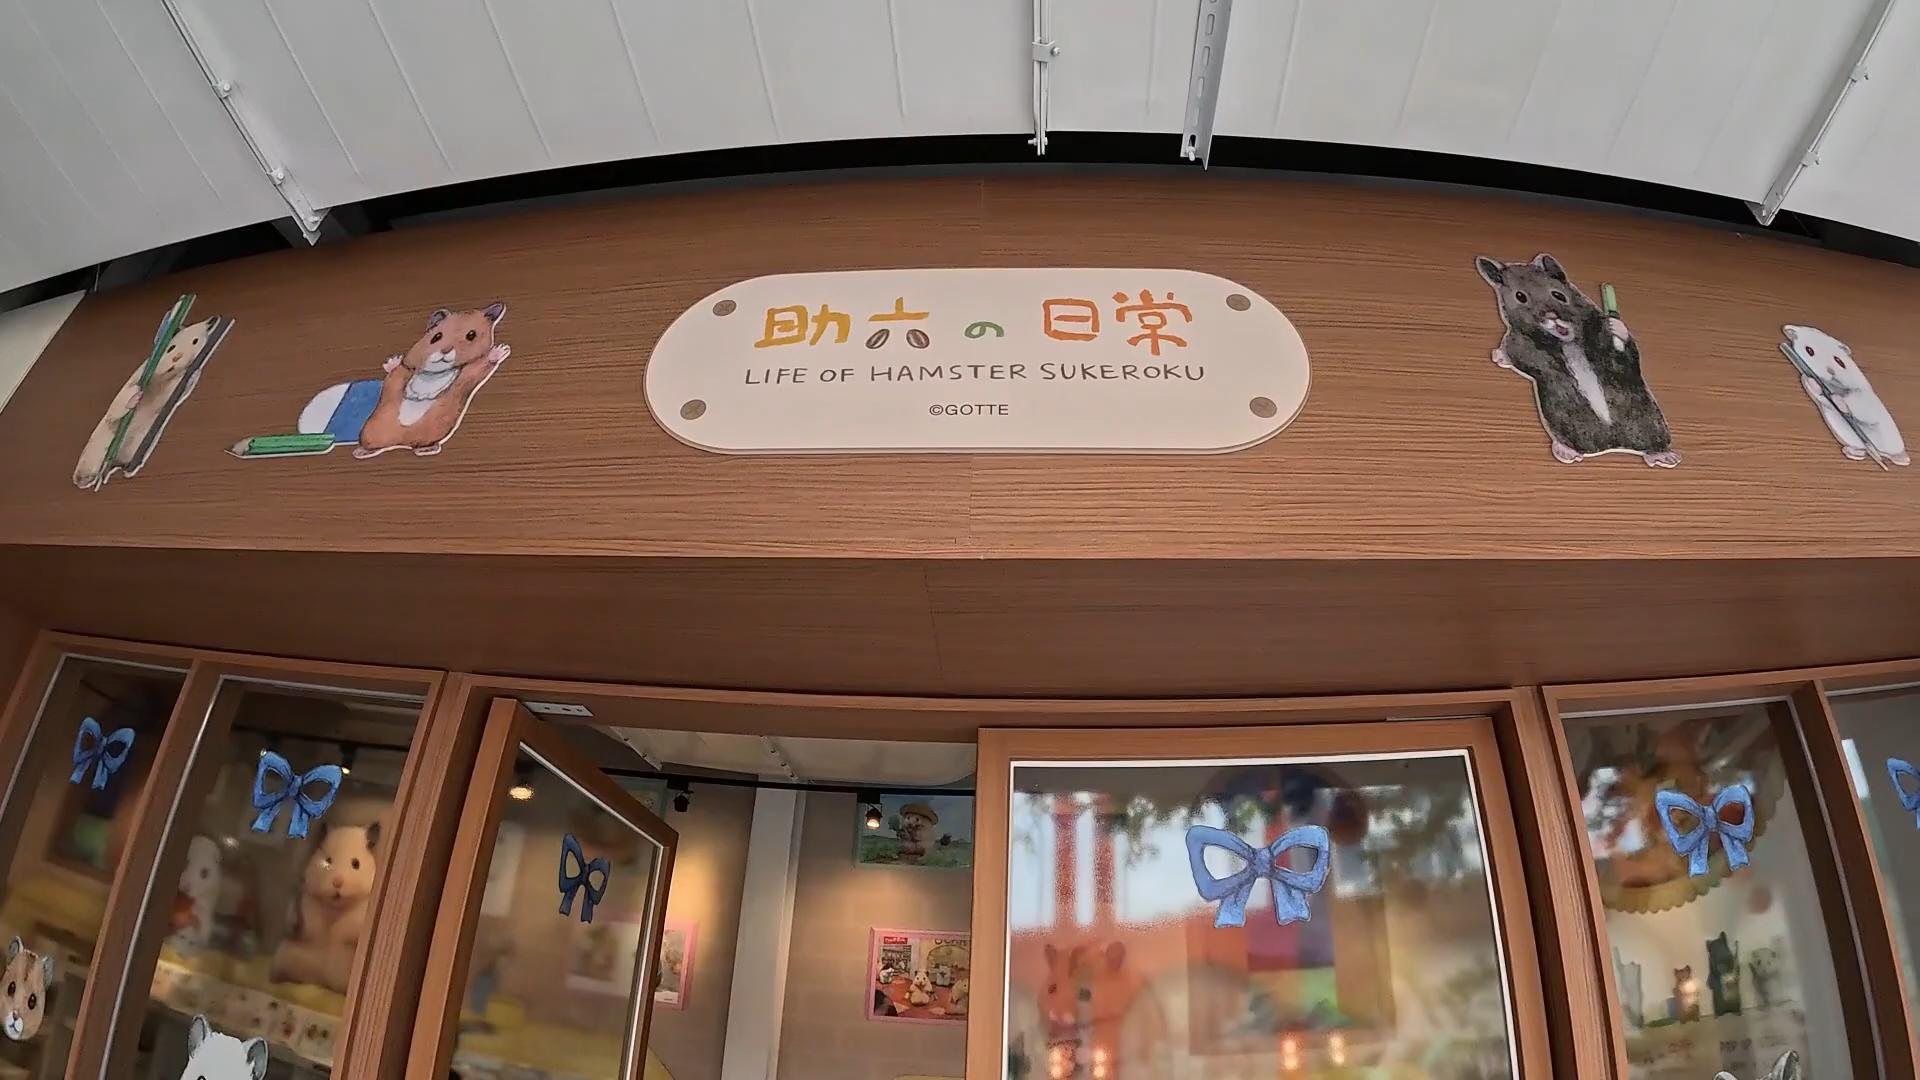 助六の日常
LIFE OF HAMSTER SUKEROKU
©GOTTE